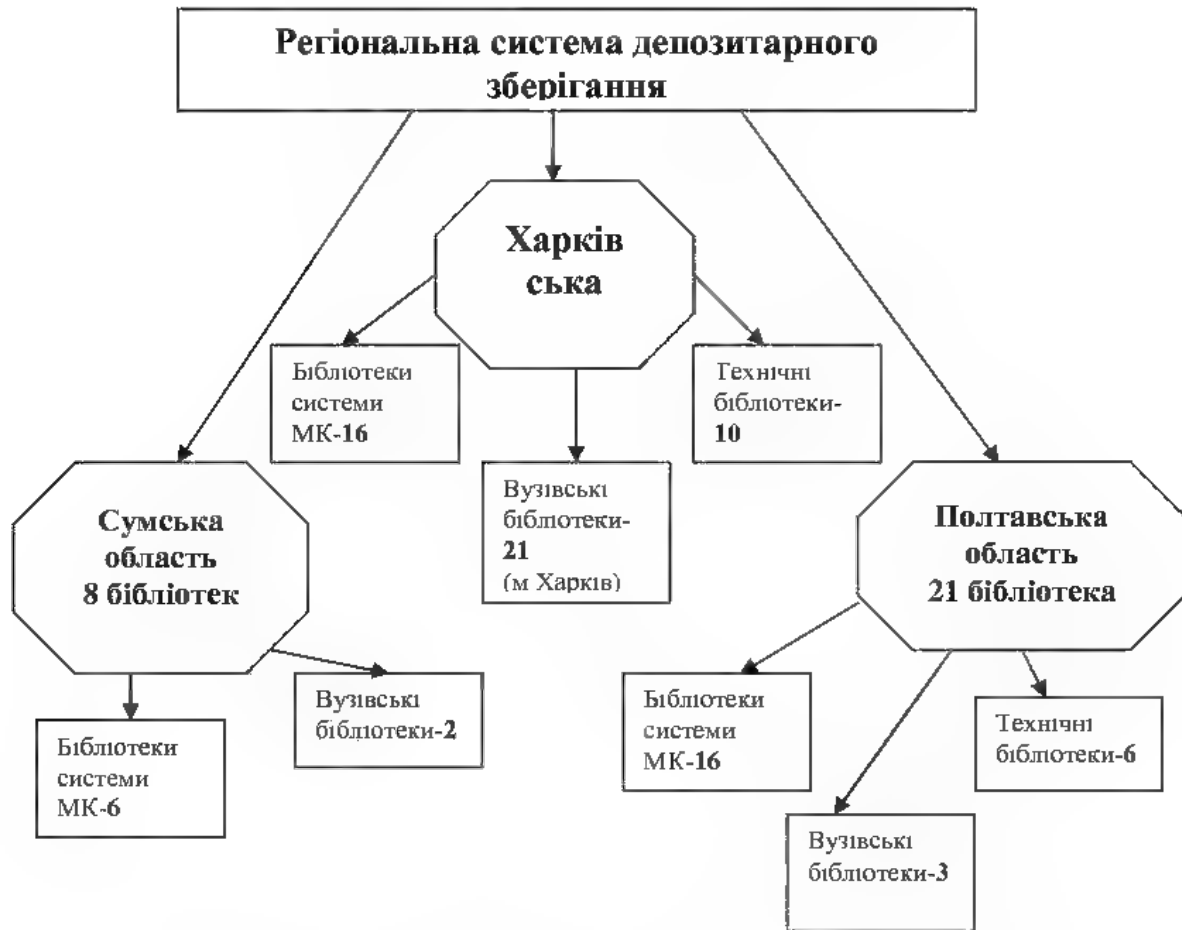 Регіональна система депозитарного
зберігання
Харків
ська
Бібліотеки
системи
МК-16
Технічні
бібліотеки-
10
Вузівські
бібліотеки-
21
(м Харків)
Сумська
область
8 бібліотек
Полтавська
область
21 бібліотека
Бібліотеки
системи
МК-6
Вузівські
бібліотеки-2
Бібліотеки
системи
МК-16
Технічні
бібліотеки-6
Вузівські
бібліотеки-3